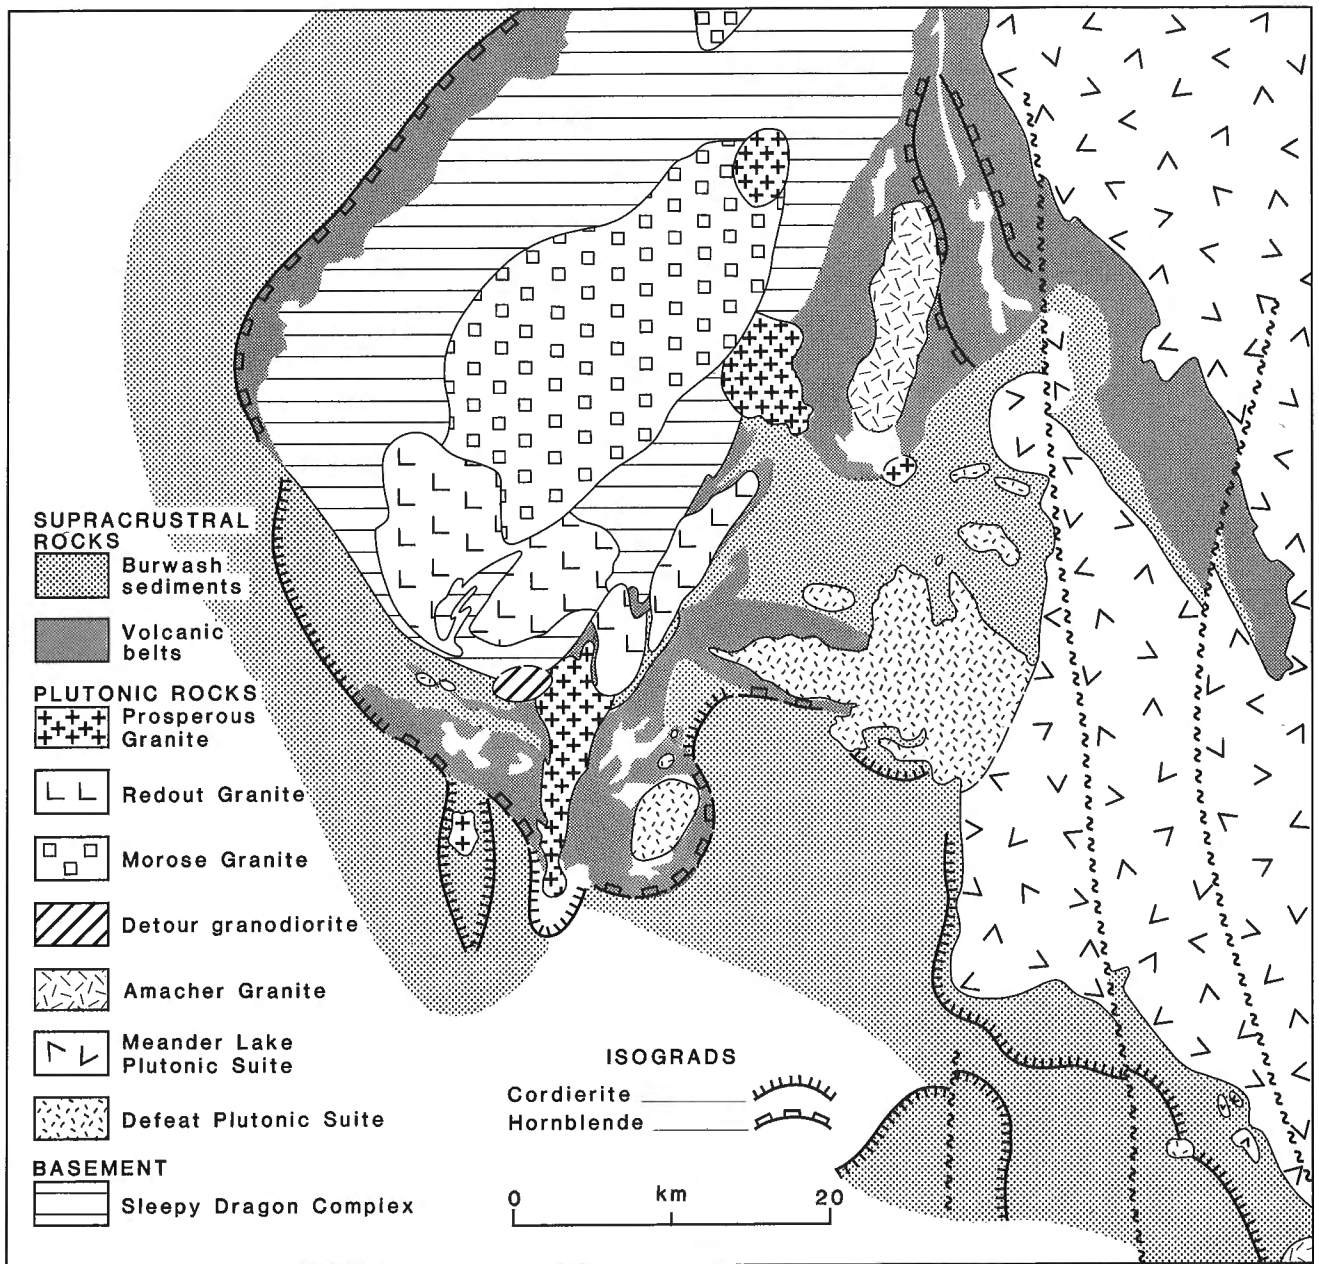 SUPRACRUSTRAL
ROCKS
Burwash
sediments
Volcanic
belts
PLUTONIC ROCKS
Prosperous
Granite
Redout Granite
Morose Granite
Detour granodiorite
Amacher Granite
Meander Lake
Plutonic Suite
Defeat Plutonic Suite
BASEMENT
Sleepy Dragon Complex
ISOGRADS
Cordierite
Hornblende
0 km 20